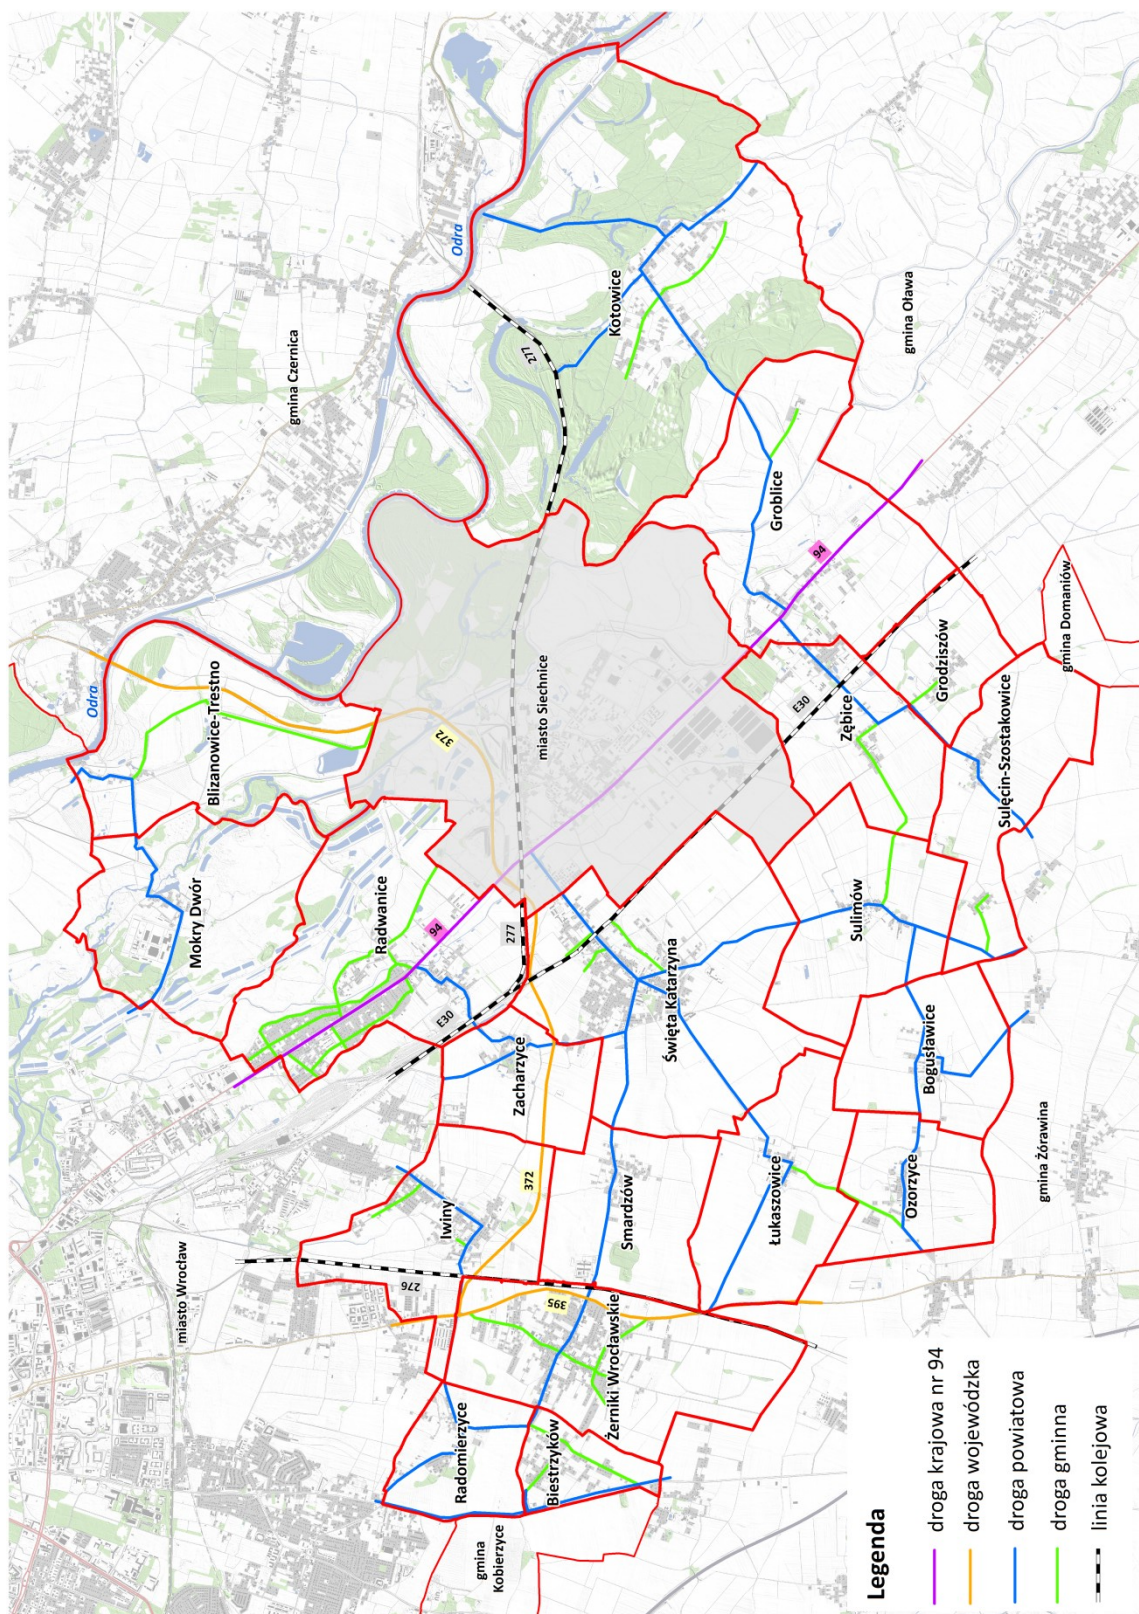 Odra
miasto Wrocław
Mokry Dwór
Blizanowice-Trestno
gmina Czernica
Odra
Radwanice
94
372
276
E30
Iwiny
Radomierzyce
gmina
Kobierzyce
277
277
Zacharzyce
372
miasto Siechnice
395
Biestrzyków
Żerniki Wrocławskie
Smardzów
Święta Katarzyna
Kotowice
Łukaszowice
Groblice
E30
94
Sulimów
Zębice
Ozorzyce
Bogusławice
Grodziszów
gmina Oława
Sulęcin-Szostakowice
gmina Żórawina
gmina Domaniów
Legenda
droga krajowa nr 94
droga wojewódzka
droga powiatowa
droga gminna
linia kolejowa